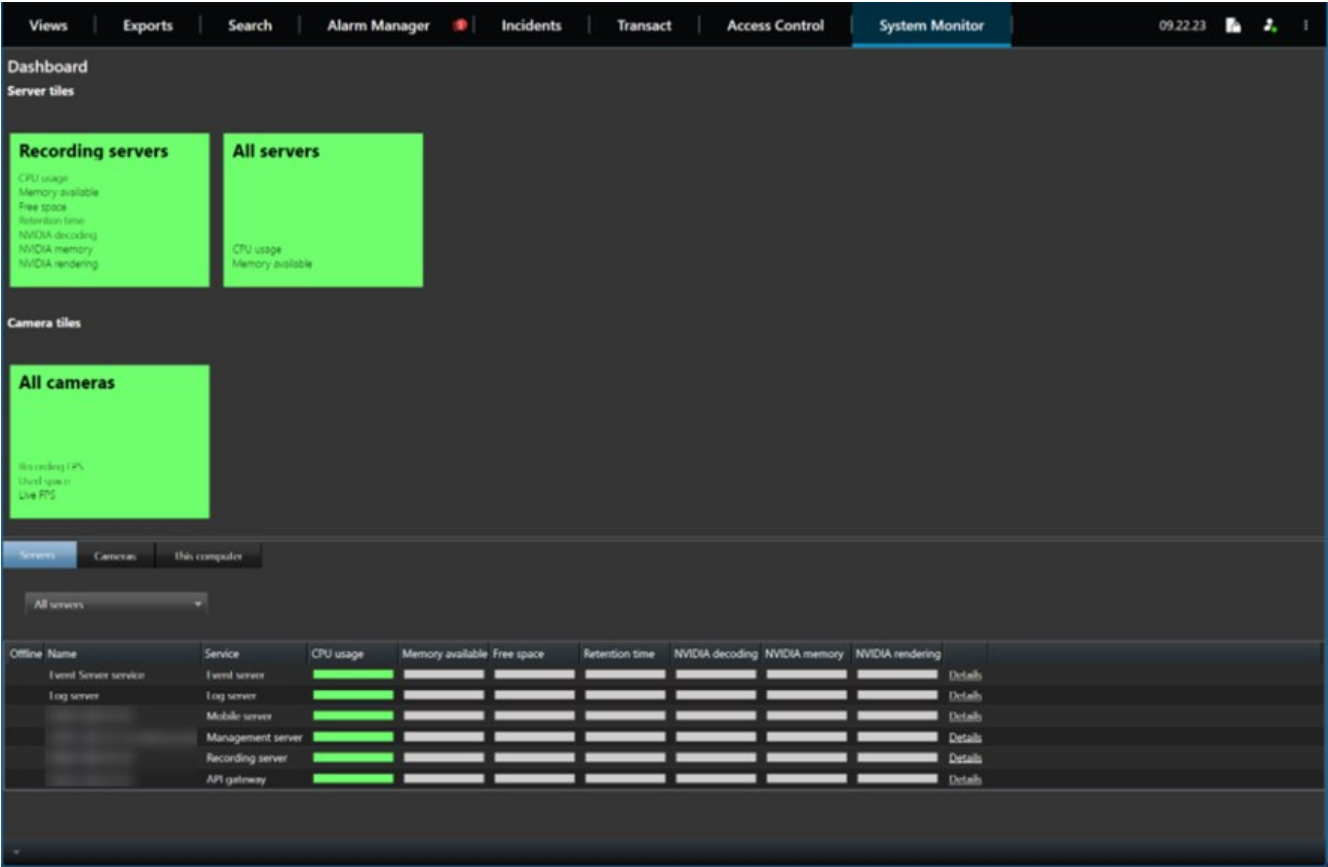 Views Exports Search Alarm Manager Incidents Transact Access Control System Monitor 09.22.23
Dashboard
Server tiles
Recording servers
CPU usage
Memory available
Free space
Retention time
NVIDIA decoding
NVIDIA memory
NVIDIA rendering
All servers
CPU usage
Memory available
Camera tiles
All cameras
Recording FPS
Used space
Live FPS
Servers Cameras This computer
All servers
Offline Name Service CPU usage Memory available Free space Retention time NVIDIA decoding NVIDIA memory NVIDIA rendering
Event Server service Event server Details
Log server Log server Details
Mobile server Details
Management server Details
Recording server Details
API gateway Details